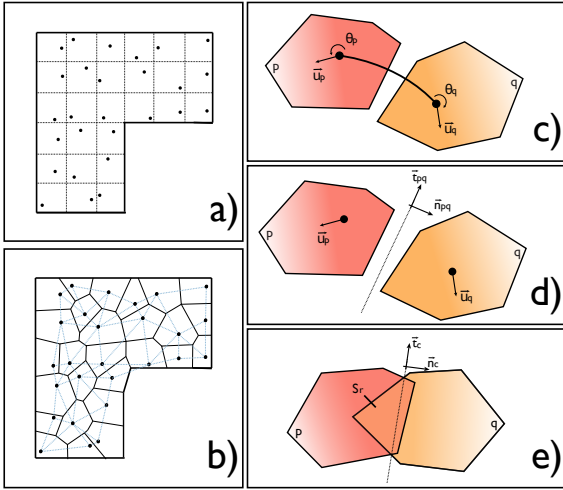 a)
b)
p
θp
u⃗p
θq
u⃗q
q
c)
p
u⃗p
τ⃗pq
n⃗pq
u⃗q
q
d)
p
Sr
τ⃗c
n⃗c
q
e)